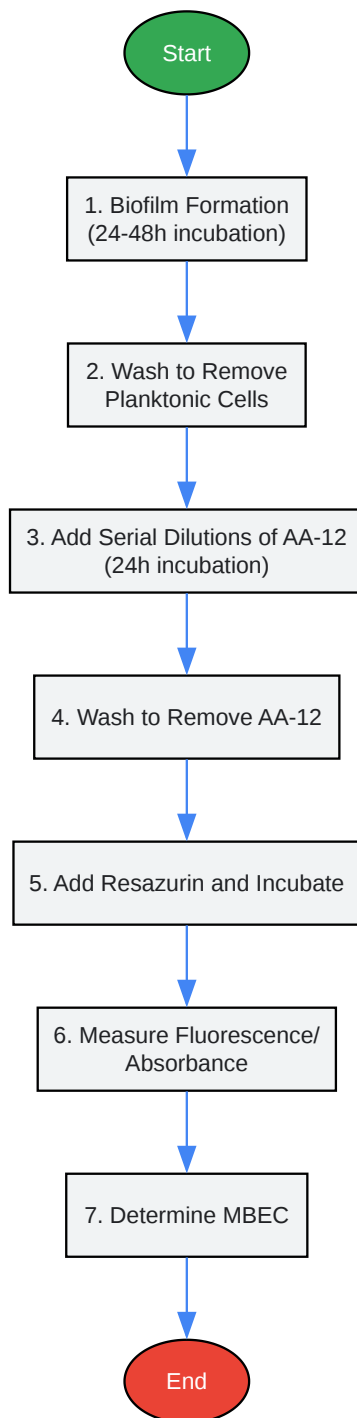 Start
1. Biofilm Formation
(24-48h incubation)
2. Wash to Remove
Planktonic Cells
3. Add Serial Dilutions of AA-12
(24h incubation)
4. Wash to Remove AA-12
5. Add Resazurin and Incubate
6. Measure Fluorescence/
Absorbance
7. Determine MBEC
End